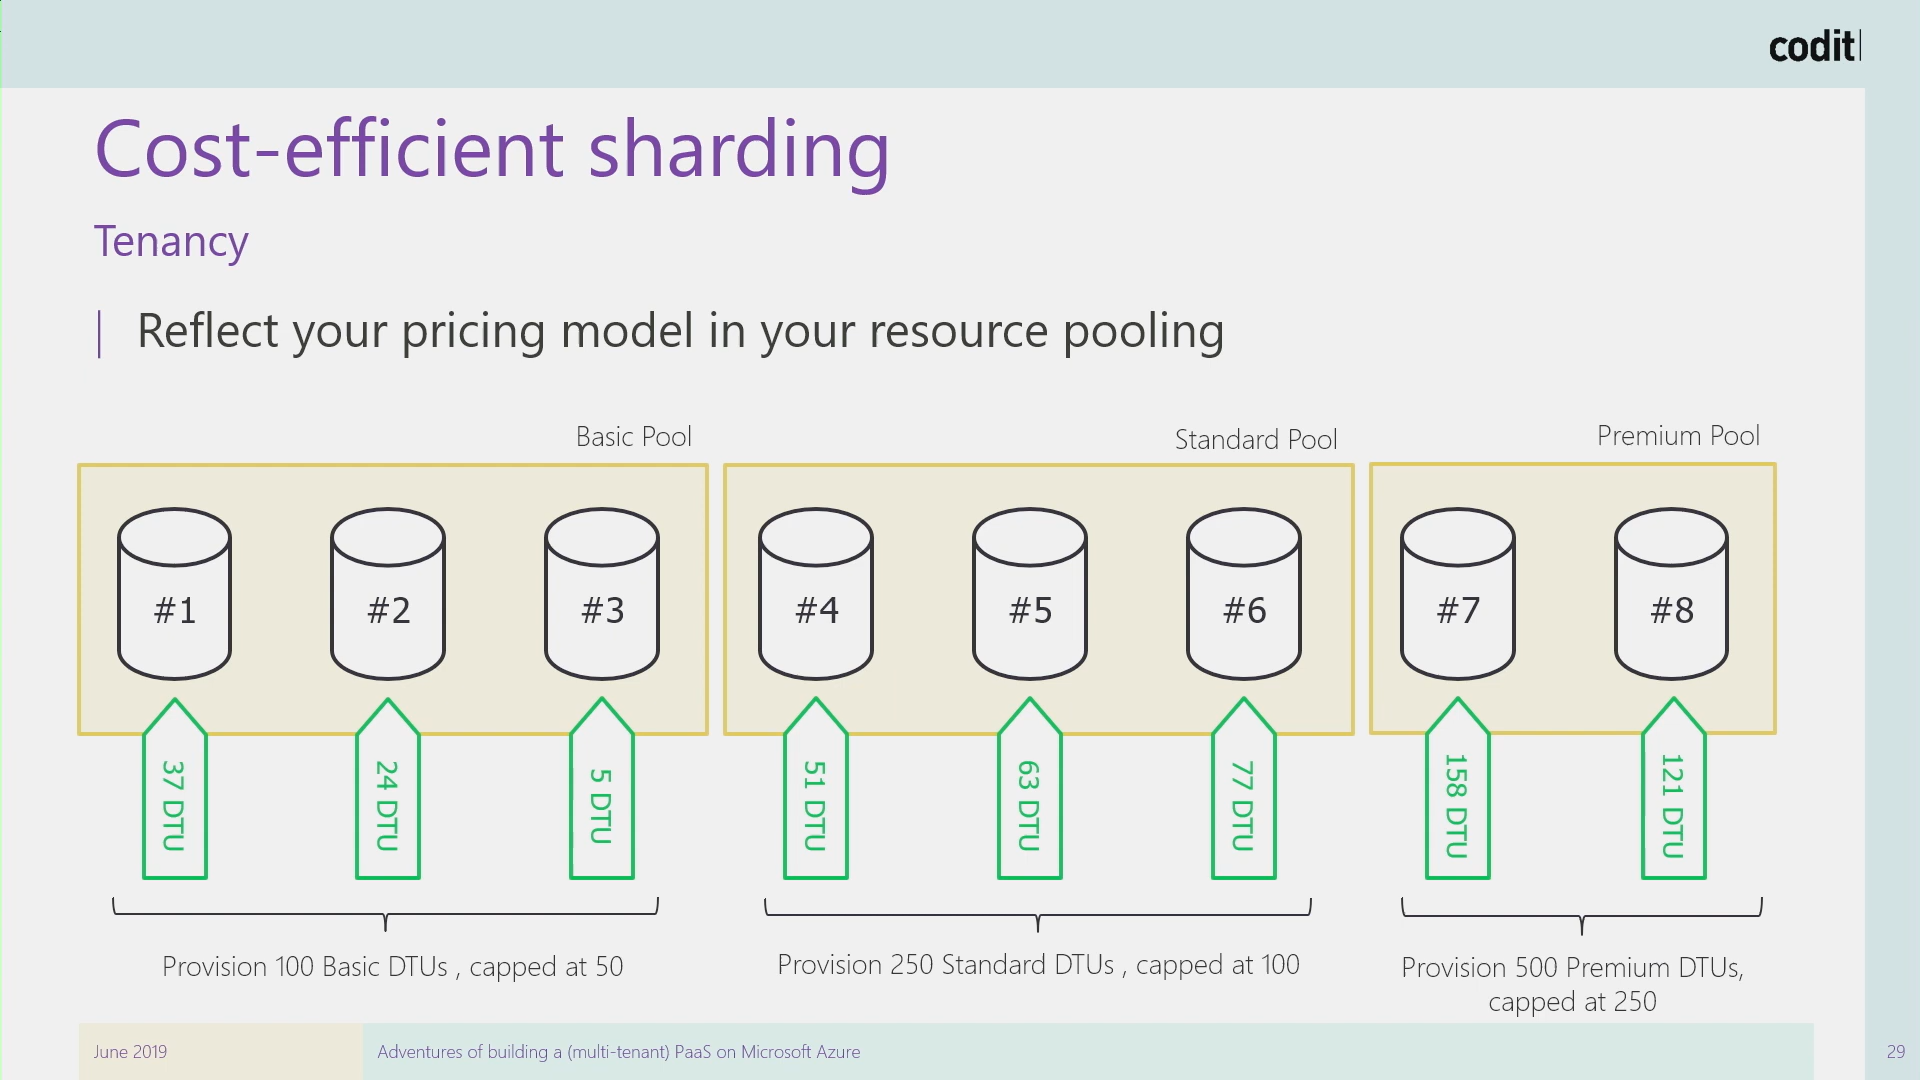 codit
Cost-efficient sharding
Tenancy
Reflect your pricing model in your resource pooling
Basic Pool
Standard Pool
Premium Pool
#1
#2
#3
#4
#5
#6
#7
#8
37 DTU
24 DTU
5 DTU
51 DTU
63 DTU
77 DTU
158 DTU
121 DTU
Provision 100 Basic DTUs , capped at 50
Provision 250 Standard DTUs , capped at 100
Provision 500 Premium DTUs,
capped at 250
June 2019
Adventures of building a (multi-tenant) PaaS on Microsoft Azure
29